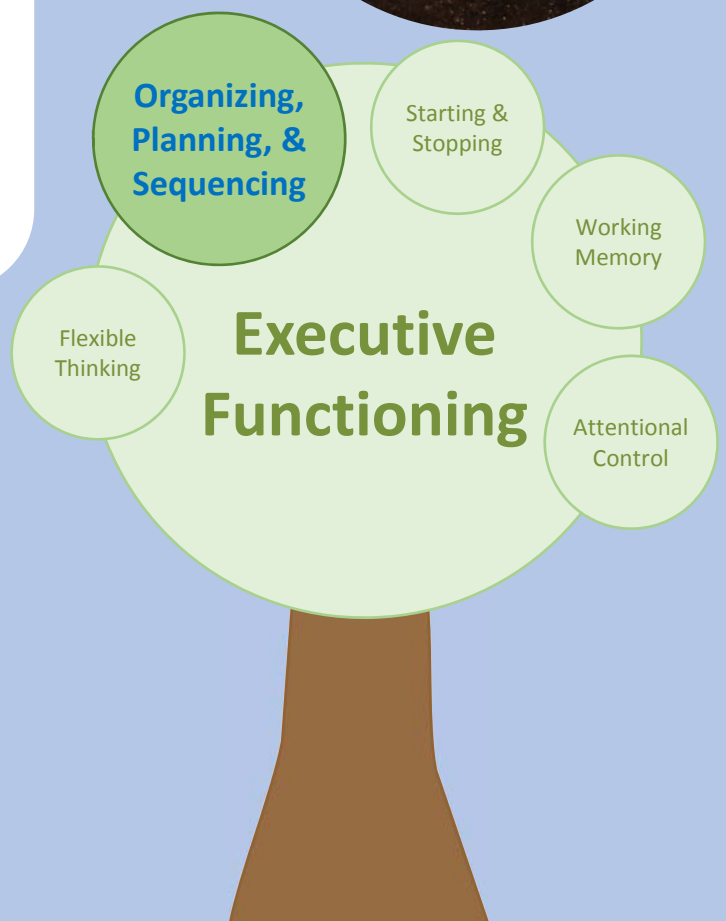 Organizing,
Planning, &
Sequencing
Starting &
Stopping
Working
Memory
Flexible
Thinking
Executive
Functioning
Attentional
Control